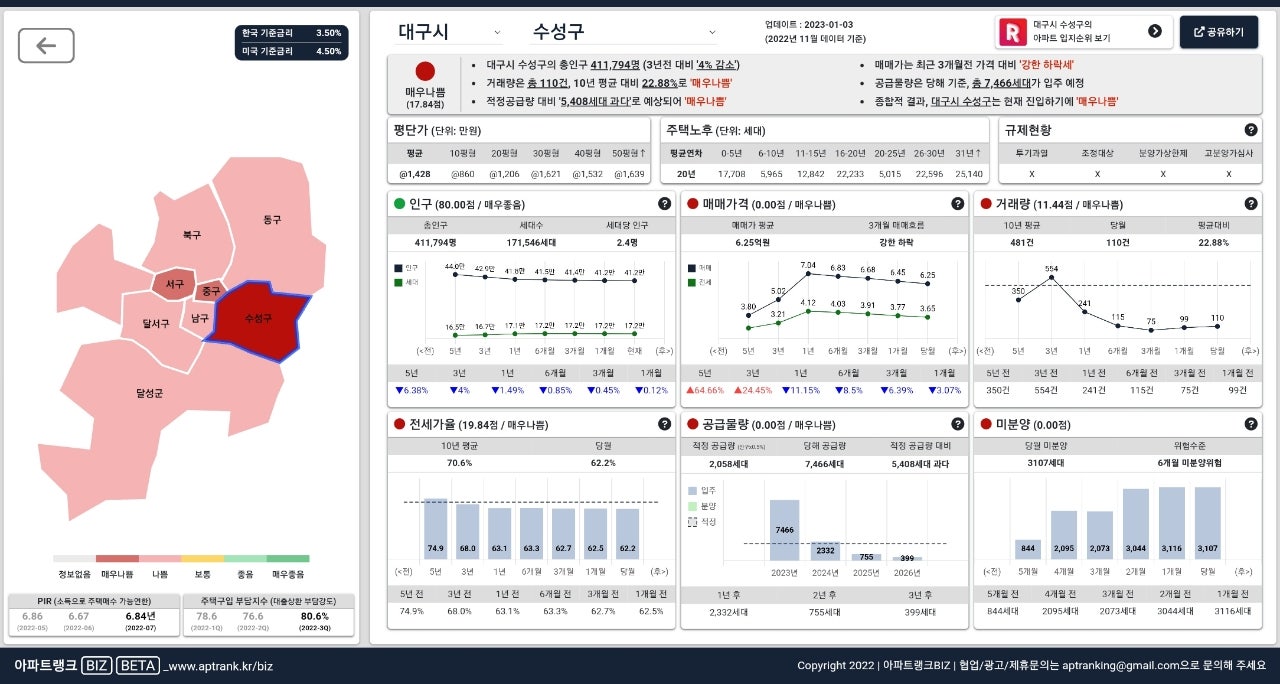 한국 기준금리 3.50%
미국 기준금리 4.50%
동구
북구
서구
중구
달서구
남구
수성구
달성군
정보없음 매우나쁨 나쁨 보통 좋음 매우좋음
PIR (소득으로 주택매수 가능연한)
6.86 6.67 6.84년
(2022-05) (2022-06) (2022-07)
주택구입 부담지수 (대출상환 부담강도)
78.6 76.6 80.6%
(2022-1Q) (2022-2Q) (2022-3Q)
대구시 수성구
업데이트 : 2023-01-03
(2022년 11월 데이터 기준)
R
대구시 수성구의
아파트 입지순위 보기
공유하기
매우나쁨
(17.84점)
• 대구시 수성구의 총인구 411,794명 (3년전 대비 '4% 감소')
• 거래량은 총 110건, 10년 평균 대비 22.88%로 '매우나쁨'
• 적정공급량 대비 '5,408세대 과다'로 예상되어 '매우나쁨'
• 매매가는 최근 3개월전 가격 대비 '강한 하락세'
• 공급물량은 당해 기준, 총 7,466세대가 입주 예정
• 종합적 결과, 대구시 수성구는 현재 진입하기에 '매우나쁨'
평단가 (단위: 만원)
평균 10평형 20평형 30평형 40평형 50평형↑
@1,428 @860 @1,206 @1,621 @1,532 @1,639
주택노후 (단위: 세대)
평균연차 0-5년 6-10년 11-15년 16-20년 20-25년 26-30년 31년↑
20년 17,708 5,965 12,842 22,233 5,015 22,596 25,140
규제현황 ?
투기과열 조정대상 분양가상한제 고분양가심사
X X X X
인구 (80.00점 / 매우좋음) ?
총인구 세대수 세대당 인구
411,794명 171,546세대 2.4명
인구
세대
44.0만 42.9만 41.8만 41.5만 41.4만 41.2만 41.2만
16.5만 16.7만 17.1만 17.2만 17.2만 17.2만 17.2만
(<전) 5년 3년 1년 6개월 3개월 1개월 현재 (후>)
5년 3년 1년 6개월 3개월 1개월
▼6.38% ▼4% ▼1.49% ▼0.85% ▼0.45% ▼0.12%
매매가격 (0.00점 / 매우나쁨) ?
매매가 평균 3개월 매매흐름
6.25억원 강한 하락
매매
전세
3.80 5.02 7.04 6.83 6.68 6.45 6.25
3.21 4.12 4.03 3.91 3.77 3.65
(<전) 5년 3년 1년 6개월 3개월 1개월 당월 (후>)
5년 3년 1년 6개월 3개월 1개월
▲64.66% ▲24.45% ▼11.15% ▼8.5% ▼6.39% ▼3.07%
거래량 (11.44점 / 매우나쁨) ?
10년 평균 당월 평균대비
481건 110건 22.88%
350 554 241 115 75 99 110
(<전) 5년 3년 1년 6개월 3개월 1개월 당월 (후>)
5년 전 3년 전 1년 전 6개월 전 3개월 전 1개월 전
350건 554건 241건 115건 75건 99건
전세가율 (19.84점 / 매우나쁨) ?
10년 평균 당월
70.6% 62.2%
74.9 68.0 63.1 63.3 62.7 62.5 62.2
(<전) 5년 3년 1년 6개월 3개월 1개월 당월 (후>)
5년 전 3년 전 1년 전 6개월 전 3개월 전 1개월 전
74.9% 68.0% 63.1% 63.3% 62.7% 62.5%
공급물량 (0.00점 / 매우나쁨) ?
적정 공급량 (인구x0.5%) 당해 공급량 적정 공급량 대비
2,058세대 7,466세대 5,408세대 과다
입주
분양
적정
7466 2332 755 399
2023년 2024년 2025년 2026년
1년 후 2년 후 3년 후
2,332세대 755세대 399세대
미분양 (0.00점) ?
당월 미분양 위험수준
3107세대 6개월 미분양위험
844 2,095 2,073 3,044 3,116 3,107
(<전) 5개월 4개월 3개월 2개월 1개월 당월 (후>)
5개월 전 4개월 전 3개월 전 2개월 전 1개월 전
844세대 2095세대 2073세대 3044세대 3116세대
아파트랭크 BIZ BETA _www.aptrank.kr/biz
Copyright 2022 | 아파트랭크BIZ | 협업/광고/제휴문의는 aptranking@gmail.com으로 문의해 주세요